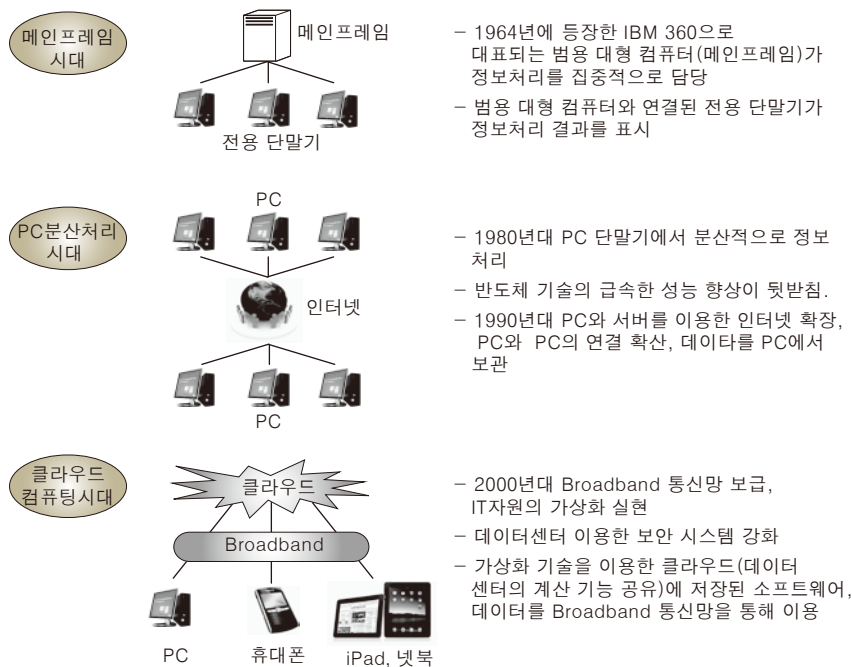 메인프레임
시대
메인프레임
전용 단말기
– 1964년에 등장한 IBM 360으로
대표되는 범용 대형 컴퓨터(메인프레임)가
정보처리를 집중적으로 담당
– 범용 대형 컴퓨터와 연결된 전용 단말기가
정보처리 결과를 표시
PC분산처리
시대
PC
인터넷
PC
– 1980년대 PC 단말기에서 분산적으로 정보
처리
– 반도체 기술의 급속한 성능 향상이 뒷받침.
– 1990년대 PC와 서버를 이용한 인터넷 확장,
PC와 PC의 연결 확산, 데이타를 PC에서
보관
클라우드
컴퓨팅시대
클라우드
Broadband
PC
휴대폰
iPad, 넷북
– 2000년대 Broadband 통신망 보급,
IT자원의 가상화 실현
– 데이터센터 이용한 보안 시스템 강화
– 가상화 기술을 이용한 클라우드(데이터
센터의 계산 기능 공유)에 저장된 소프트웨어,
데이터를 Broadband 통신망을 통해 이용